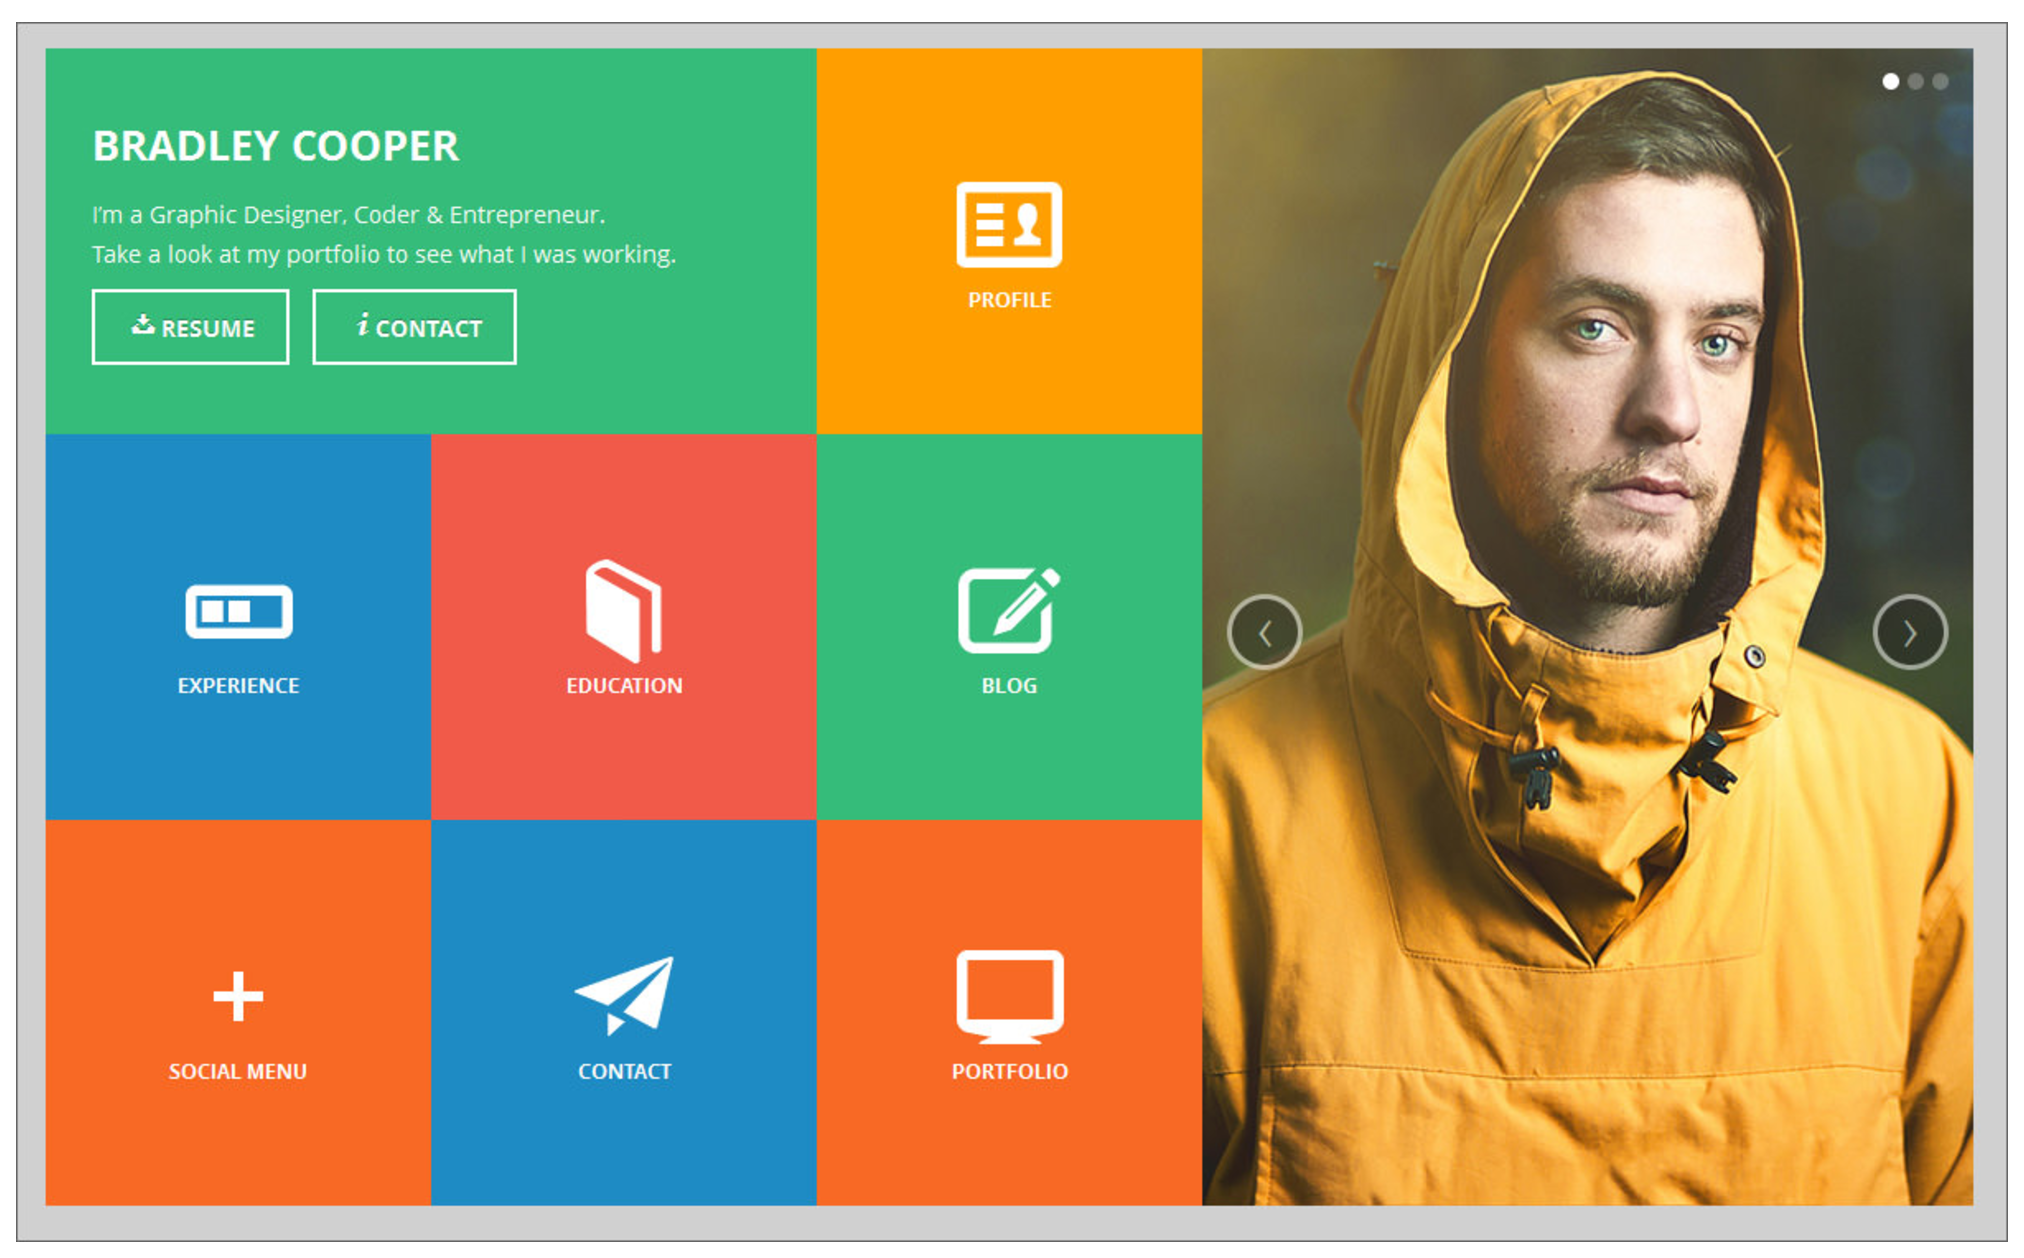 BRADLEY COOPER
I'm a Graphic Designer, Coder & Entrepreneur.
Take a look at my portfolio to see what I was working.
RESUME
i CONTACT
PROFILE
EXPERIENCE
EDUCATION
BLOG
SOCIAL MENU
CONTACT
PORTFOLIO